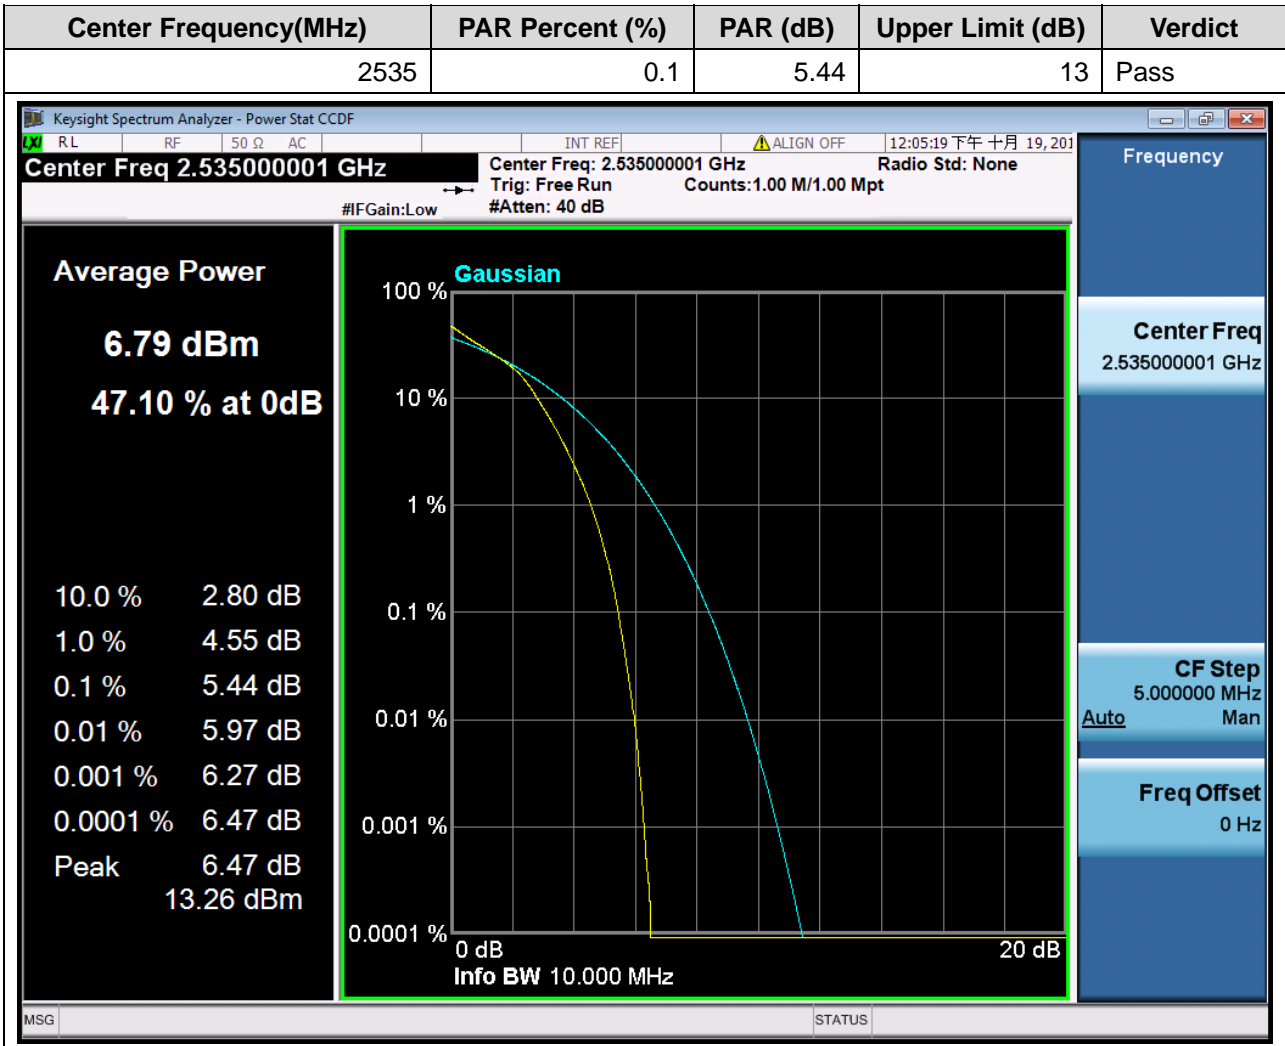 Center Frequency(MHz) PAR Percent (%) PAR (dB) Upper Limit (dB) Verdict
2535 0.1 5.44 13 Pass
Keysight Spectrum Analyzer - Power Stat CCDF
LXI RL RF 50 Ω AC INT REF ALIGN OFF 12:05:19 下午 十月 19, 201
Center Freq 2.535000001 GHz
Center Freq: 2.535000001 GHz Radio Std: None
Trig: Free Run Counts:1.00 M/1.00 Mpt
#IFGain:Low #Atten: 40 dB
Average Power
6.79 dBm
47.10 % at 0dB
10.0 % 2.80 dB
1.0 % 4.55 dB
0.1 % 5.44 dB
0.01 % 5.97 dB
0.001 % 6.27 dB
0.0001 % 6.47 dB
Peak 6.47 dB
13.26 dBm
Gaussian
100 %
10 %
1 %
0.1 %
0.01 %
0.001 %
0.0001 %
0 dB 20 dB
Info BW 10.000 MHz
Frequency
Center Freq
2.535000001 GHz
CF Step
5.000000 MHz
Auto Man
Freq Offset
0 Hz
MSG STATUS